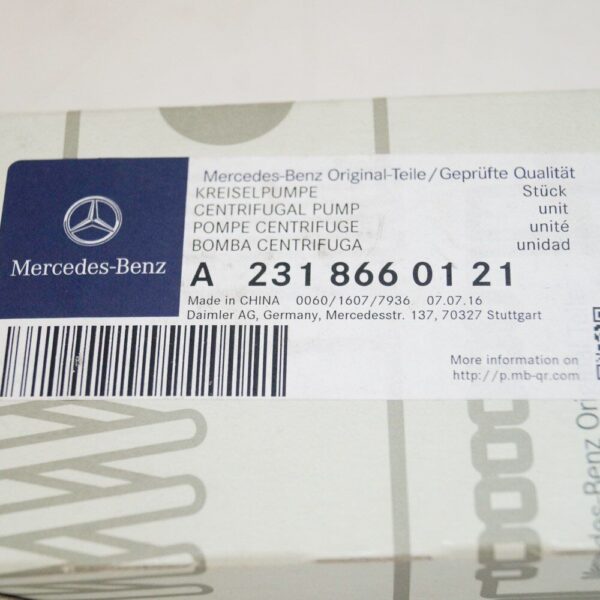 Mercedes-Benz
Mercedes-Benz Original-Teile/Geprüfte Qualität
KREISELPUMPE Stück
CENTRIFUGAL PUMP unit
POMPE CENTRIFUGE unité
BOMBA CENTRIFUGA unidad
A 231 866 01 21
Made in CHINA 0060/1607/7936 07.07.16
Daimler AG, Germany, Mercedesstr. 137, 70327 Stuttgart
More information on
http://p.mb-qr.com